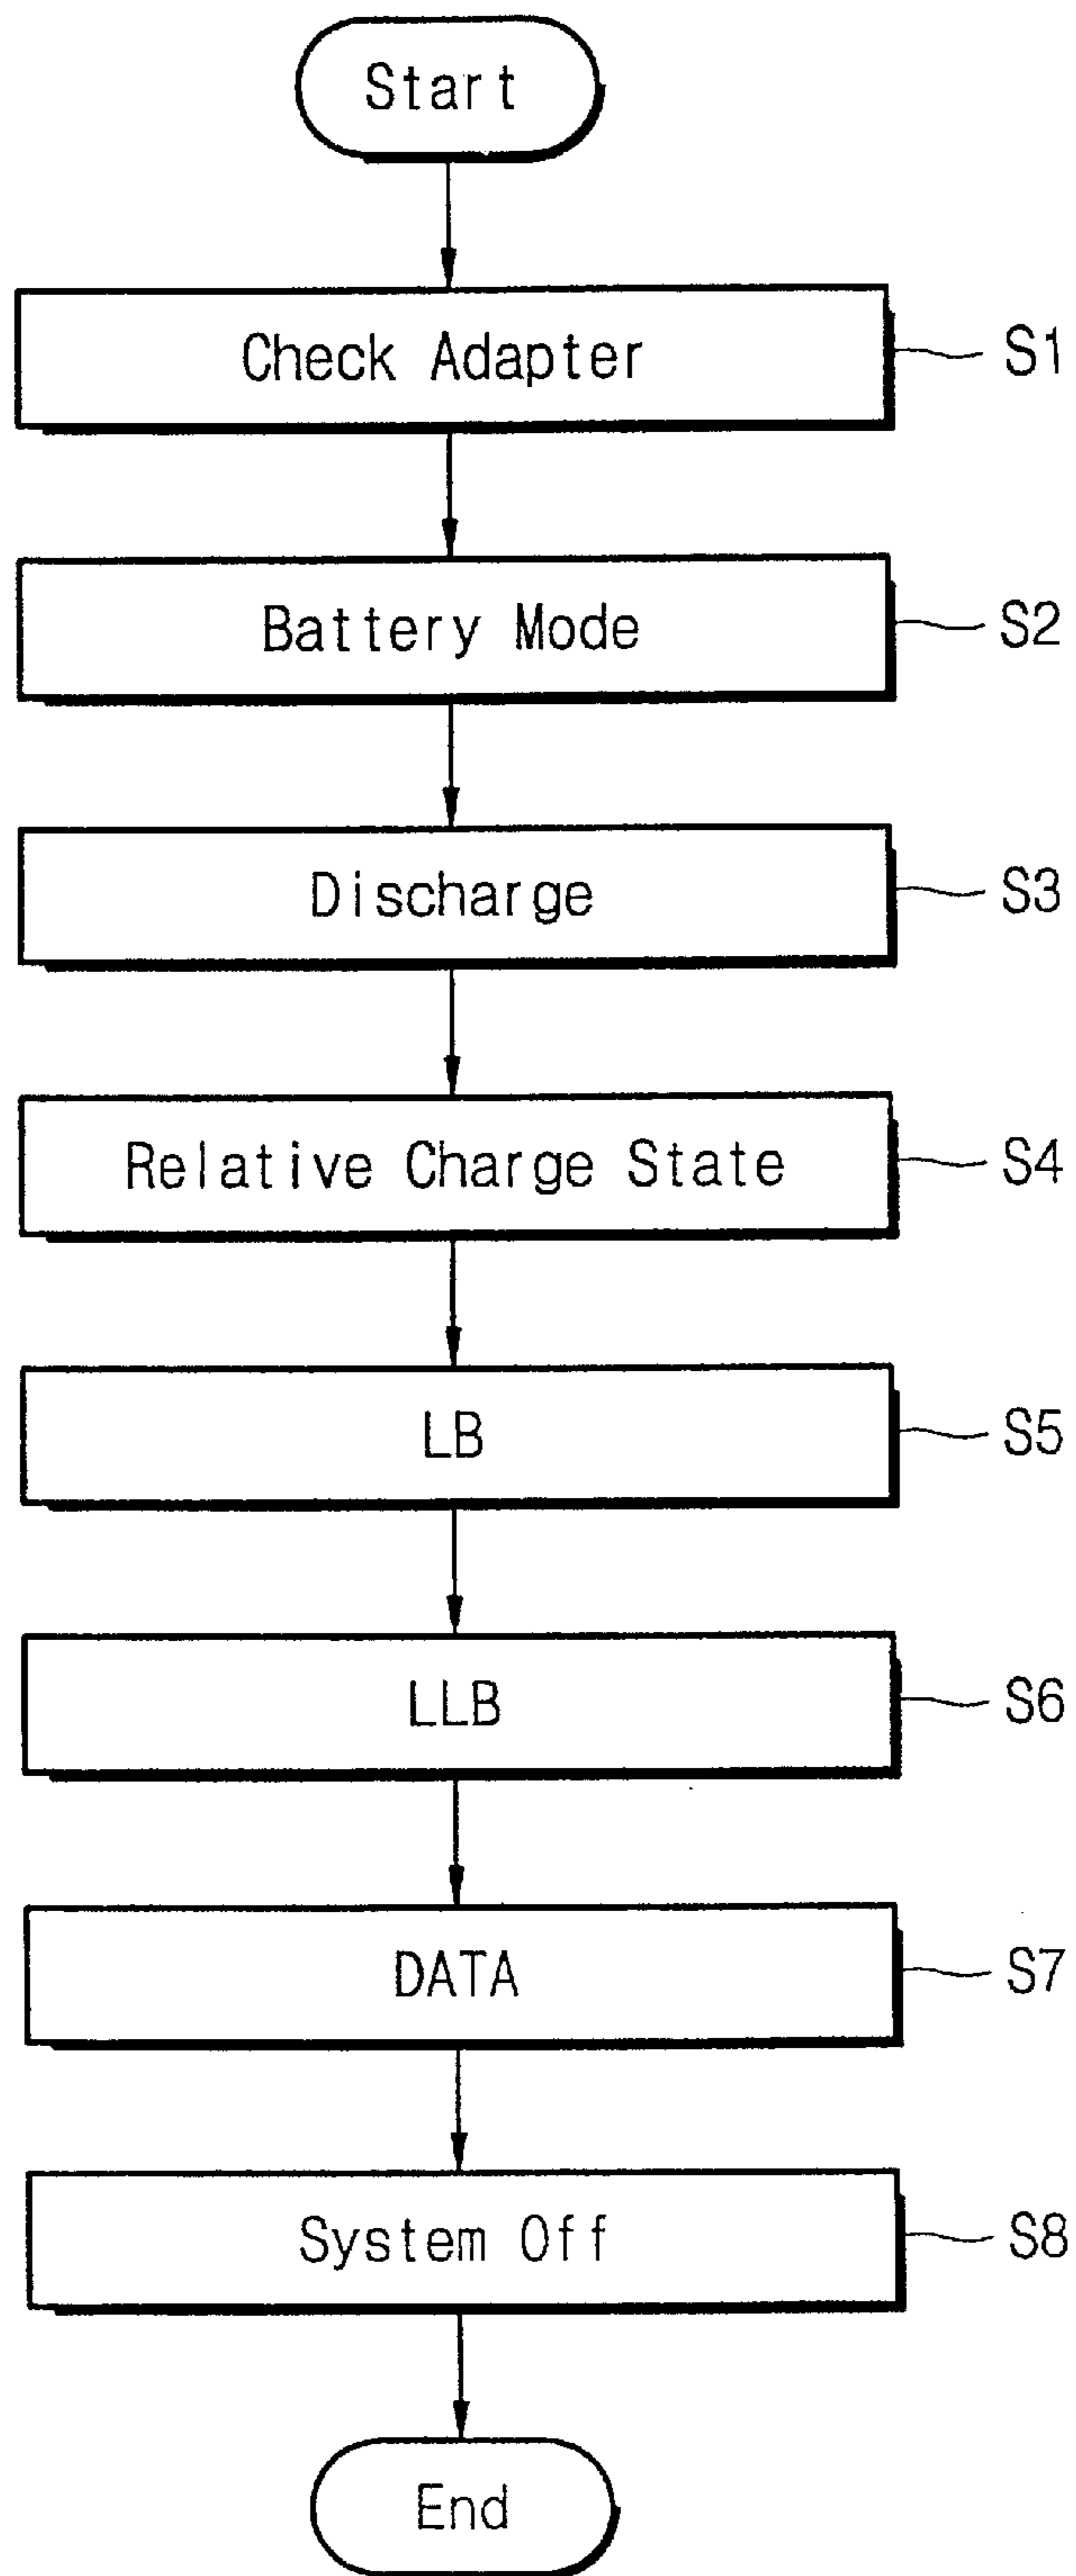 Start
Check Adapter
S1
Battery Mode
S2
Discharge
S3
Relative Charge State
S4
LB
S5
LLB
S6
DATA
S7
System Off
S8
End